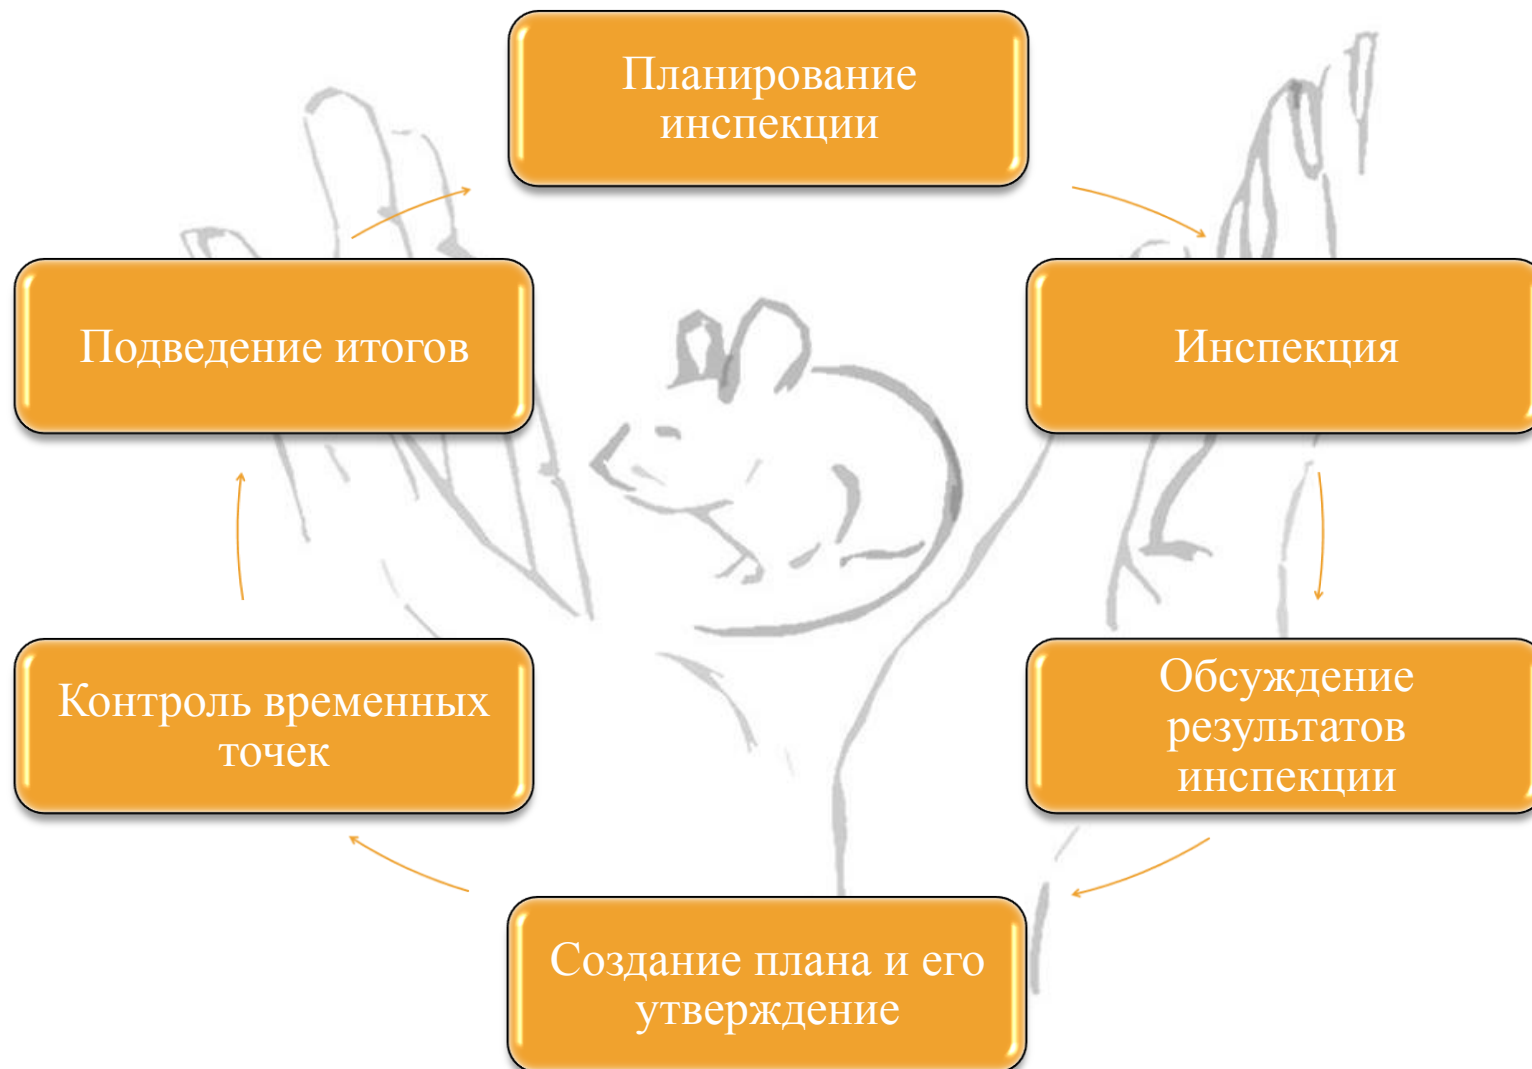 Планирование
инспекции
Инспекция
Обсуждение
результатов
инспекции
Создание плана и его
утверждение
Контроль временных
точек
Подведение итогов